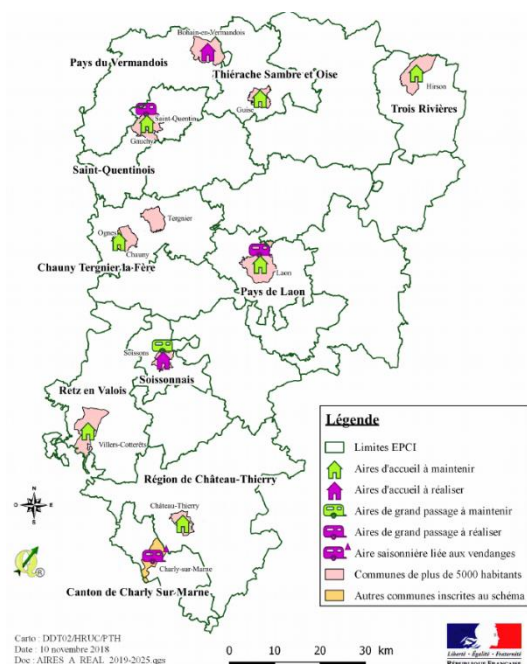 Bohain-en-Vermandois
Pays du Vermandois
Thiérache Sambre et Oise
Hirson
Guise
Trois Rivières
Saint-Quentin
Gauchy
Saint-Quentinois
Tergnier
Ognes
Chauny
Chauny Tergnier la Fère
Laon
Pays de Laon
Soissons
Soissonnais
Retz en Valois
Villers-Cotterêts
Région de Château-Thierry
Château-Thierry
Charly-sur-Marne
Canton de Charly Sur Marne
N
O
E
S
Légende
Limites EPCI
Aires d'accueil à maintenir
Aires d'accueil à réaliser
Aires de grand passage à maintenir
Aires de grand passage à réaliser
Aire saisonnière liée aux vendanges
Communes de plus de 5000 habitants
Autres communes inscrites au schéma
Carto : DDT02/HRUC/PTH
Date : 10 novembre 2018
Doc : AIRES_A_REAL_2019-2025.qgs
0 10 20 30 km
Liberté • Égalité • Fraternité
RÉPUBLIQUE FRANÇAISE